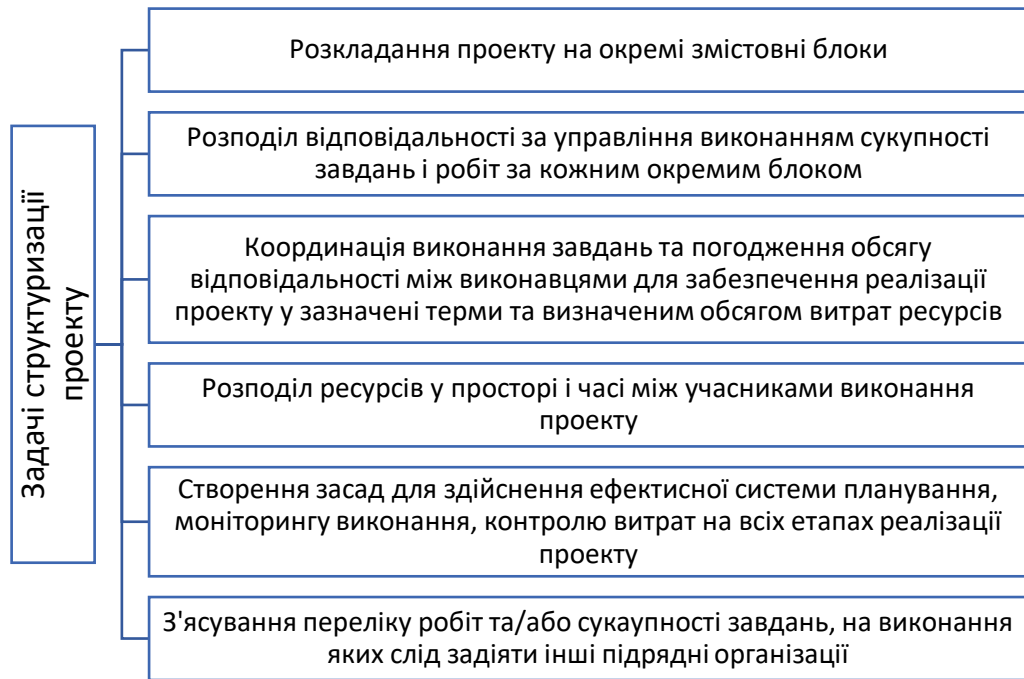 Задачі структуризації
проекту
Розкладання проекту на окремі змістовні блоки
Розподіл відповідальності за управління виконанням сукупності
завдань і робіт за кожним окремим блоком
Координація виконання завдань та погодження обсягу
відповідальності між виконавцями для забезпечення реалізації
проекту у зазначені терми та визначеним обсягом витрат ресурсів
Розподіл ресурсів у просторі і часі між учасниками виконання
проекту
Створення засад для здійснення ефектисної системи планування,
моніторингу виконання, контролю витрат на всіх етапах реалізації
проекту
З'ясування переліку робіт та/або сукаупності завдань, на виконання
яких слід задіяти інші підрядні організації